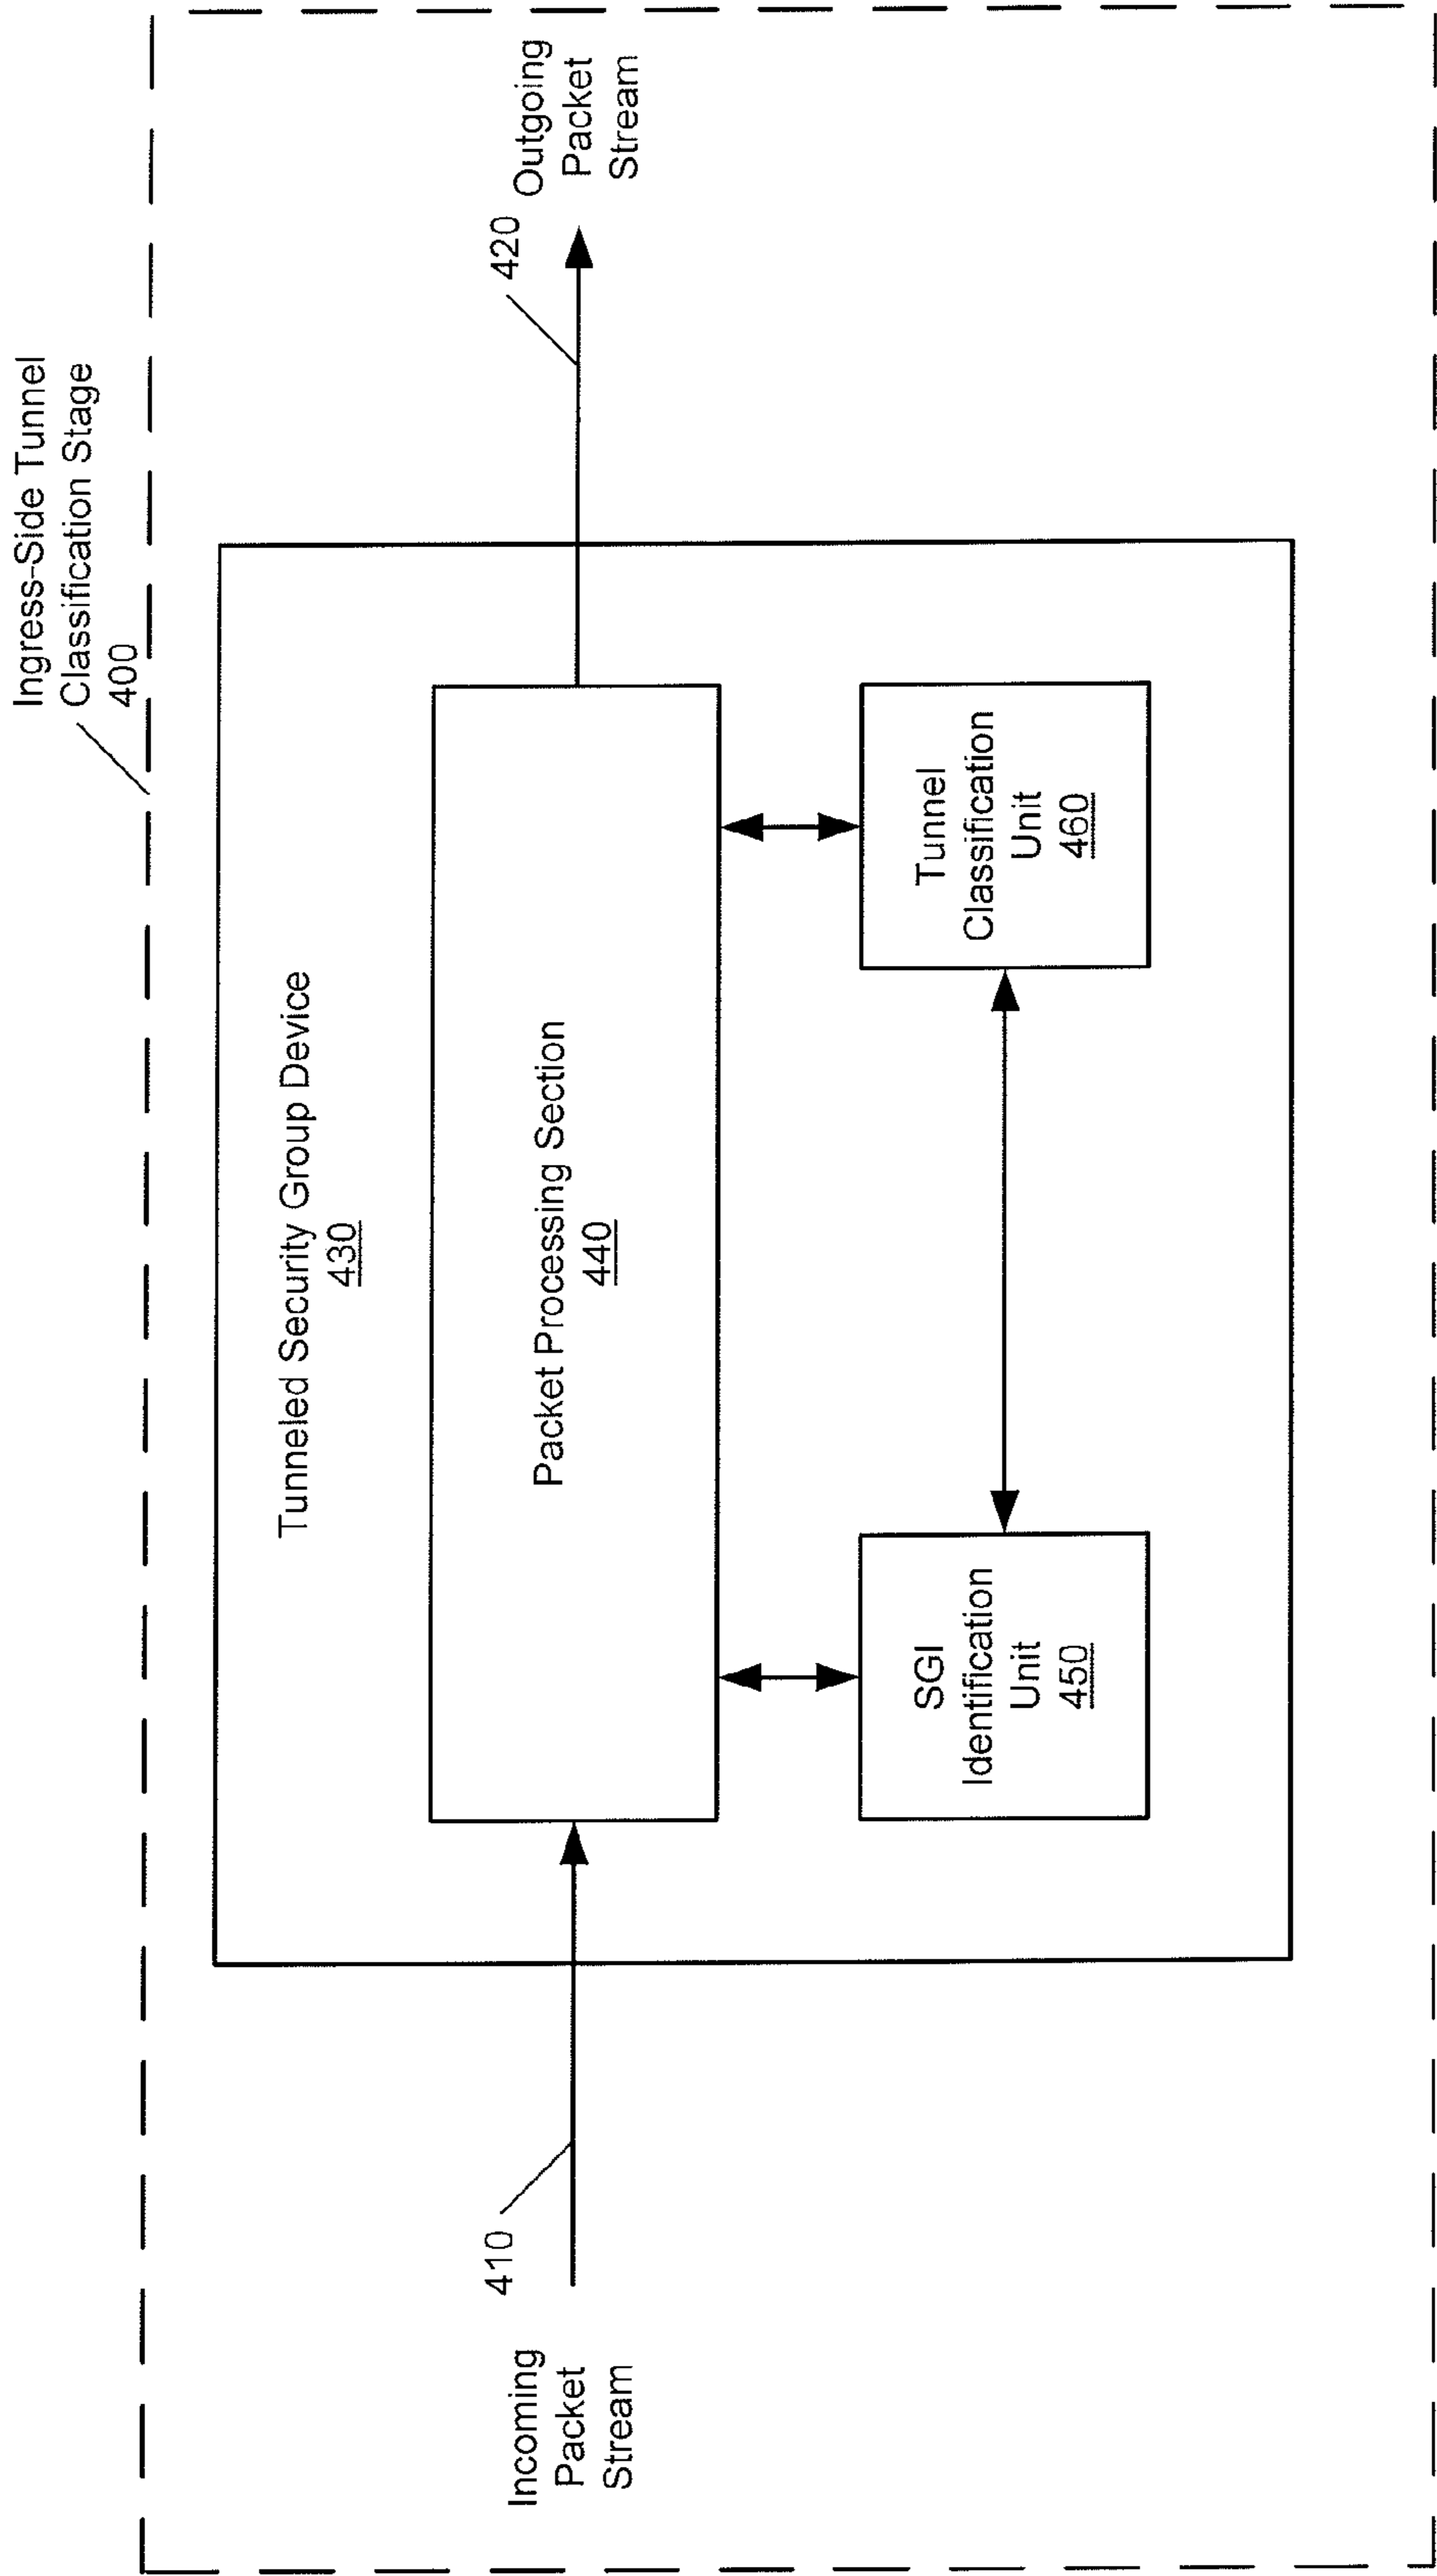 Ingress-Side Tunnel
Classification Stage
400
Tunneled Security Group Device
430
Packet Processing Section
440
410
Incoming
Packet
Stream
420
Outgoing
Packet
Stream
SGI
Identification
Unit
450
Tunnel
Classification
Unit
460